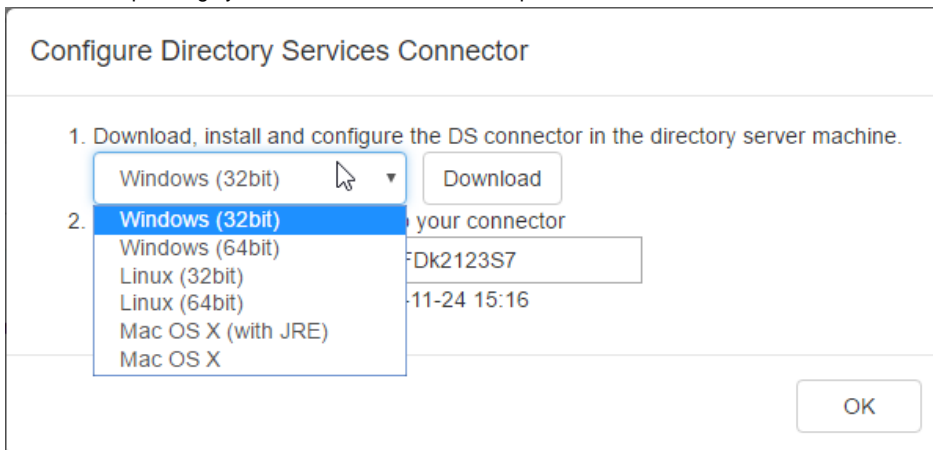 Configure Directory Services Connector
1. Download, install and configure the DS connector in the directory server machine.
Windows (32bit) Download
2. your connector
Windows (32bit)
Windows (64bit)
Linux (32bit)
Linux (64bit)
Mac OS X (with JRE)
Mac OS X
FDk2123S7
-11-24 15:16
OK